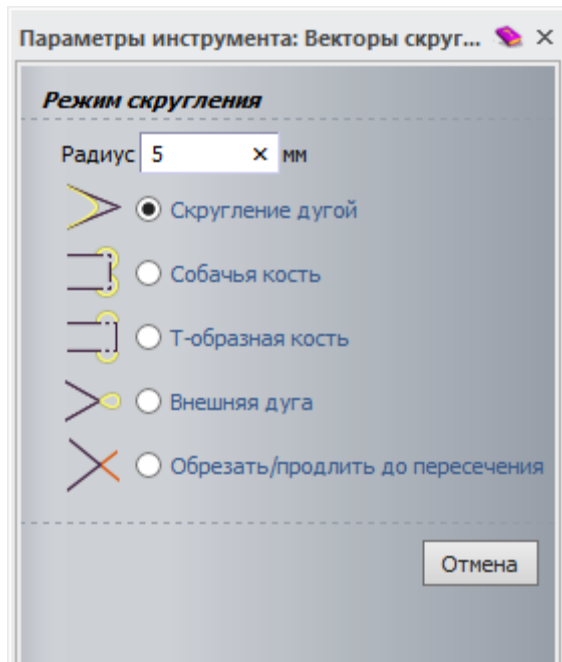 Параметры инструмента: Векторы скруг...
Режим скругления
Радиус 5 мм
Скругление дугой
Собачья кость
Т-образная кость
Внешняя дуга
Обрезать/продлить до пересечения
Отмена